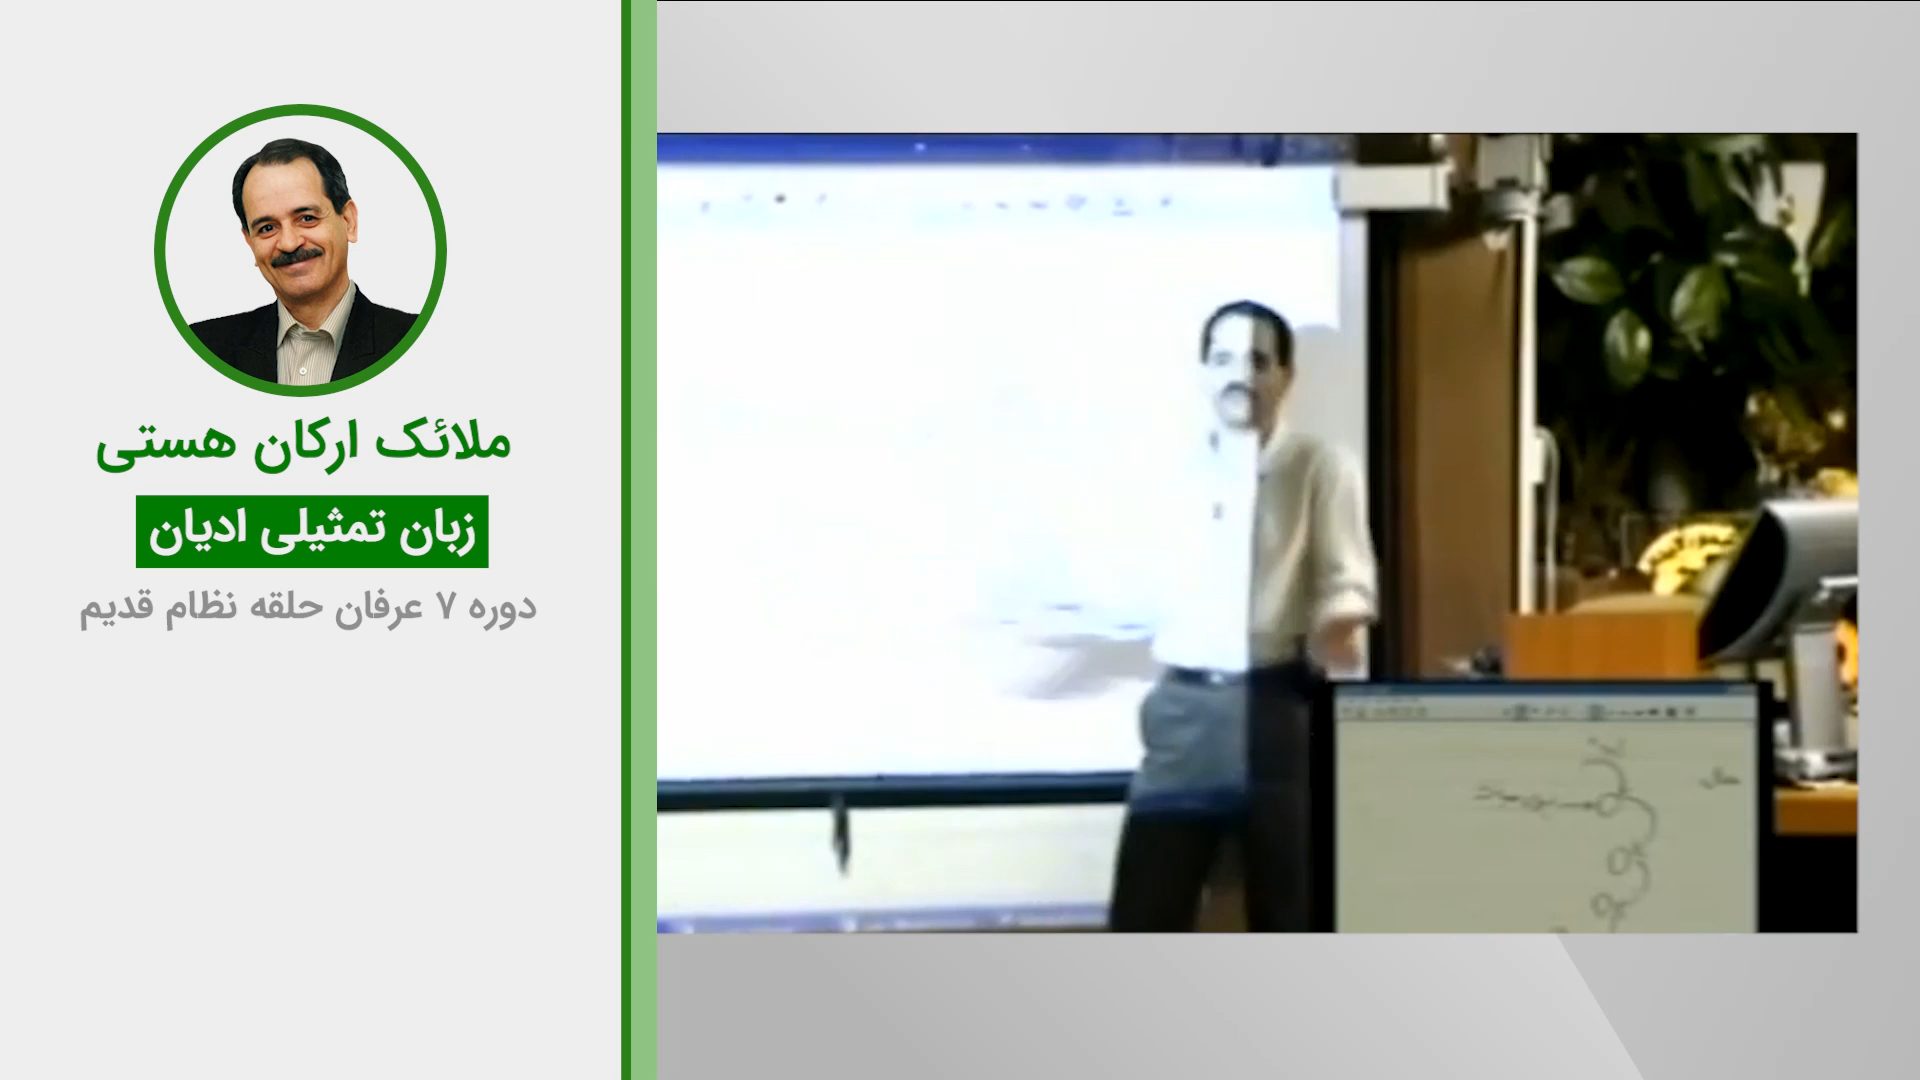 ملائک ارکان هستی
زبان تمثیلی ادیان
دوره ۷ عرفان حلقه نظام قدیم